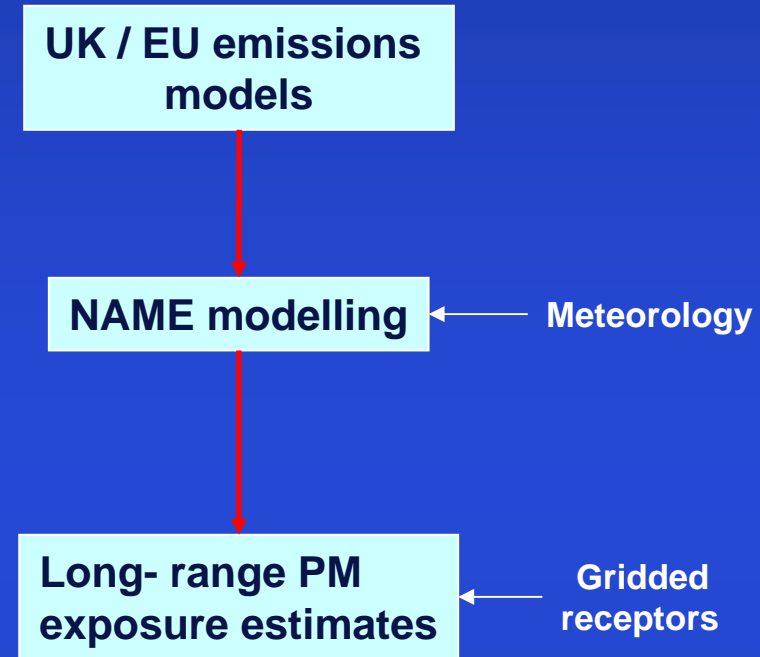 UK / EU emissions
models
NAME modelling
Meteorology
Long- range PM
exposure estimates
Gridded
receptors